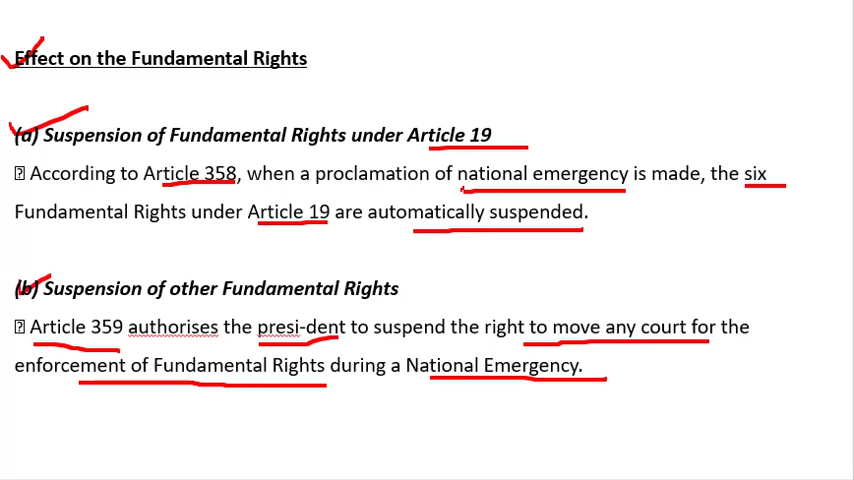 Effect on the Fundamental Rights
(a) Suspension of Fundamental Rights under Article 19
According to Article 358, when a proclamation of national emergency is made, the six
Fundamental Rights under Article 19 are automatically suspended.
(b) Suspension of other Fundamental Rights
Article 359 authorises the presi-dent to suspend the right to move any court for the
enforcement of Fundamental Rights during a National Emergency.